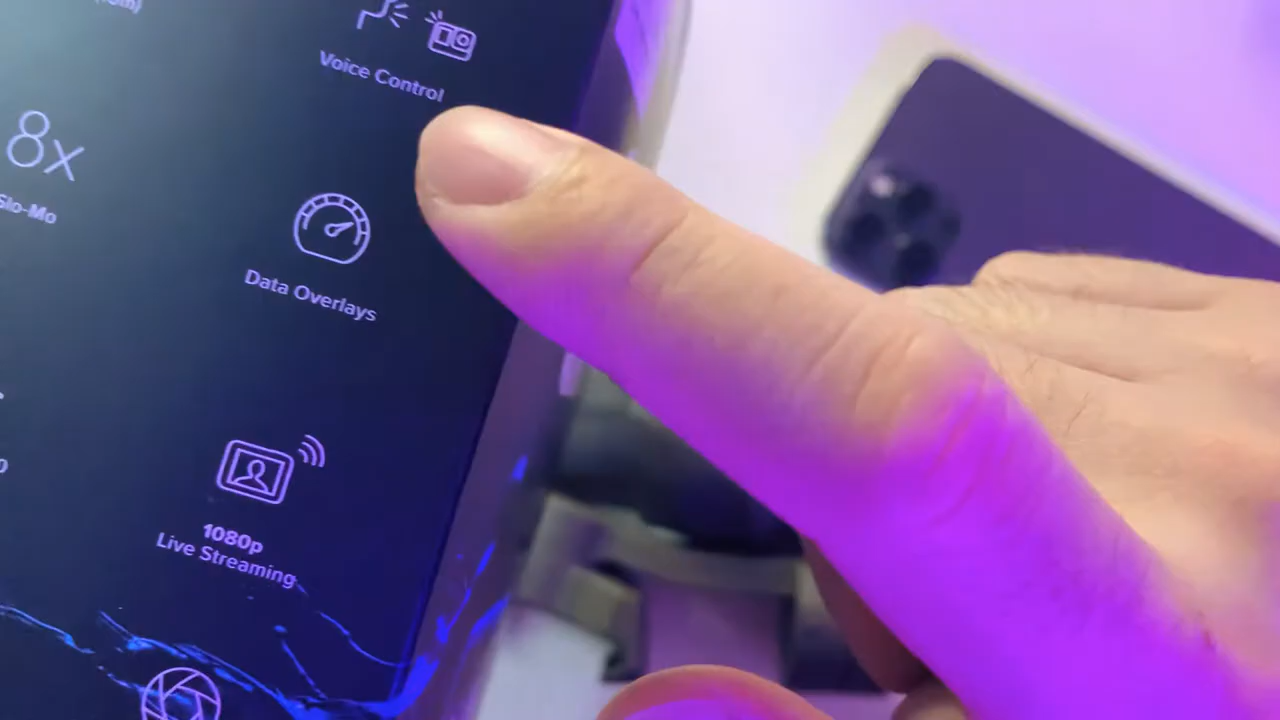 Voice Control
8x
Slo-Mo
Data Overlays
1080p
Live Streaming